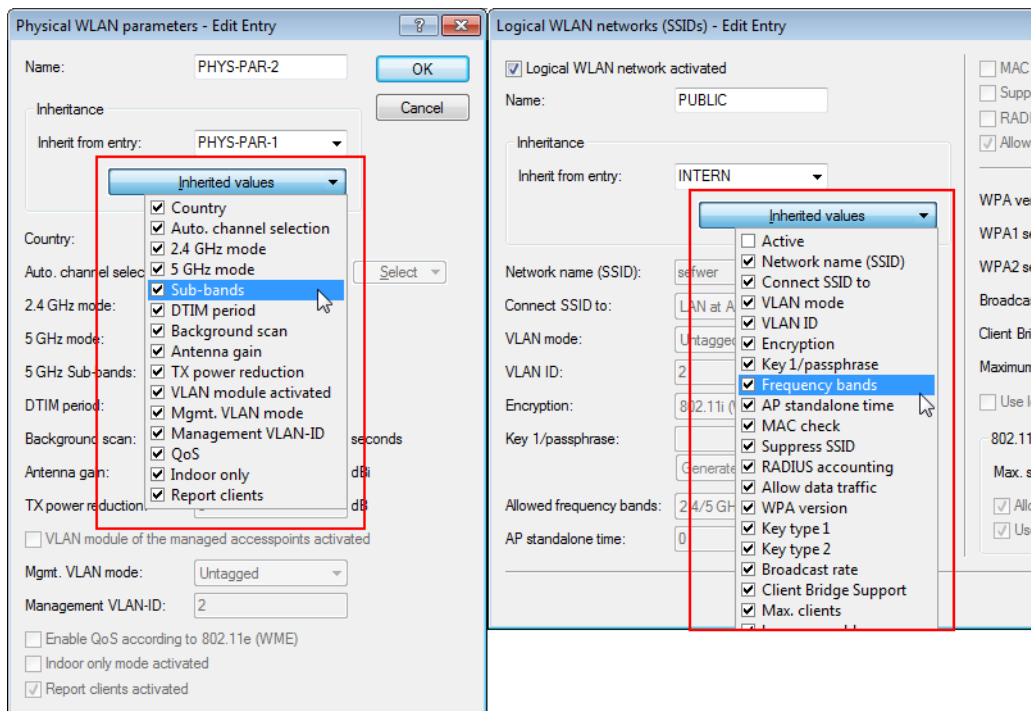 Physical WLAN parameters - Edit Entry
Name: PHYS-PAR-2
OK
Cancel
Inheritance
Inherit from entry: PHYS-PAR-1
Inherited values
Country
Auto. channel selection
2.4 GHz mode
5 GHz mode
Sub-bands
DTIM period
Background scan
Antenna gain
TX power reduction
VLAN module activated
Mgmt. VLAN mode
Management VLAN-ID
QoS
Indoor only
Report clients
Country:
Auto. channel selec Select
2.4 GHz mode:
5 GHz mode:
5 GHz Sub-bands:
DTIM period:
Background scan: seconds
Antenna gain: dBi
TX power reduction: dB
VLAN module of the managed accesspoints activated
Mgmt. VLAN mode: Untagged
Management VLAN-ID: 2
Enable QoS according to 802.11e (WME)
Indoor only mode activated
Report clients activated
Logical WLAN networks (SSIDs) - Edit Entry
Logical WLAN network activated
Name: PUBLIC
Inheritance
Inherit from entry: INTERN
Inherited values
Active
Network name (SSID)
Connect SSID to
VLAN mode
VLAN ID
Encryption
Key 1/passphrase
Frequency bands
AP standalone time
MAC check
Suppress SSID
RADIUS accounting
Allow data traffic
WPA version
Key type 1
Key type 2
Broadcast rate
Client Bridge Support
Max. clients
Network name (SSID): sefwer
Connect SSID to: LAN at A
VLAN mode: Untagged
VLAN ID: 2
Encryption: 802.11i (
Key 1/passphrase:
Generate
Allowed frequency bands: 2,4/5 GH
AP standalone time: 0
MAC
Supp
RADI
Allow
WPA ver
WPA1 se
WPA2 se
Broadcas
Client Bri
Maximum
Use l
802.11
Max. s
Allo
Use